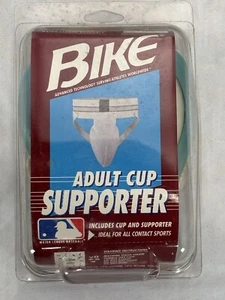 BIKE
ADVANCED TECHNOLOGY SERVING ATHLETES WORLDWIDE
ADULT CUP
SUPPORTER
INCLUDES CUP AND SUPPORTER
IDEAL FOR ALL CONTACT SPORTS
MAJOR LEAGUE BASEBALL